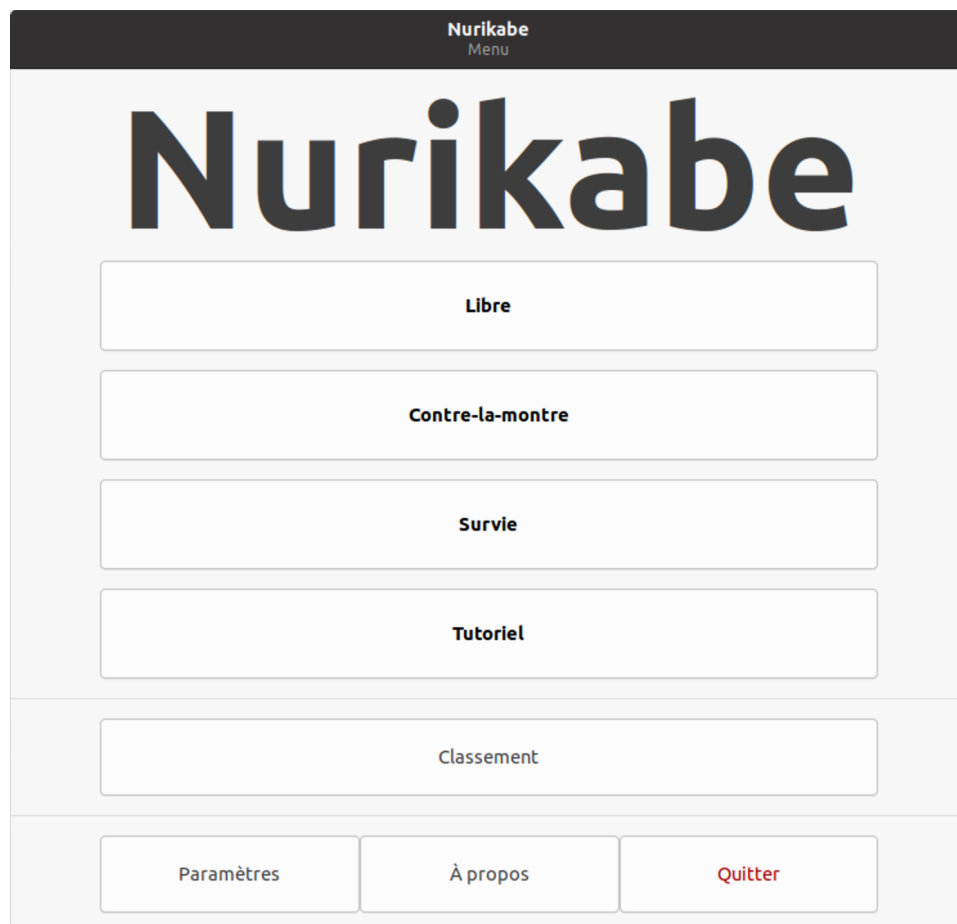 Nurikabe
Menu
Nurikabe
Libre
Contre-la-montre
Survie
Tutoriel
Classement
Paramètres À propos Quitter